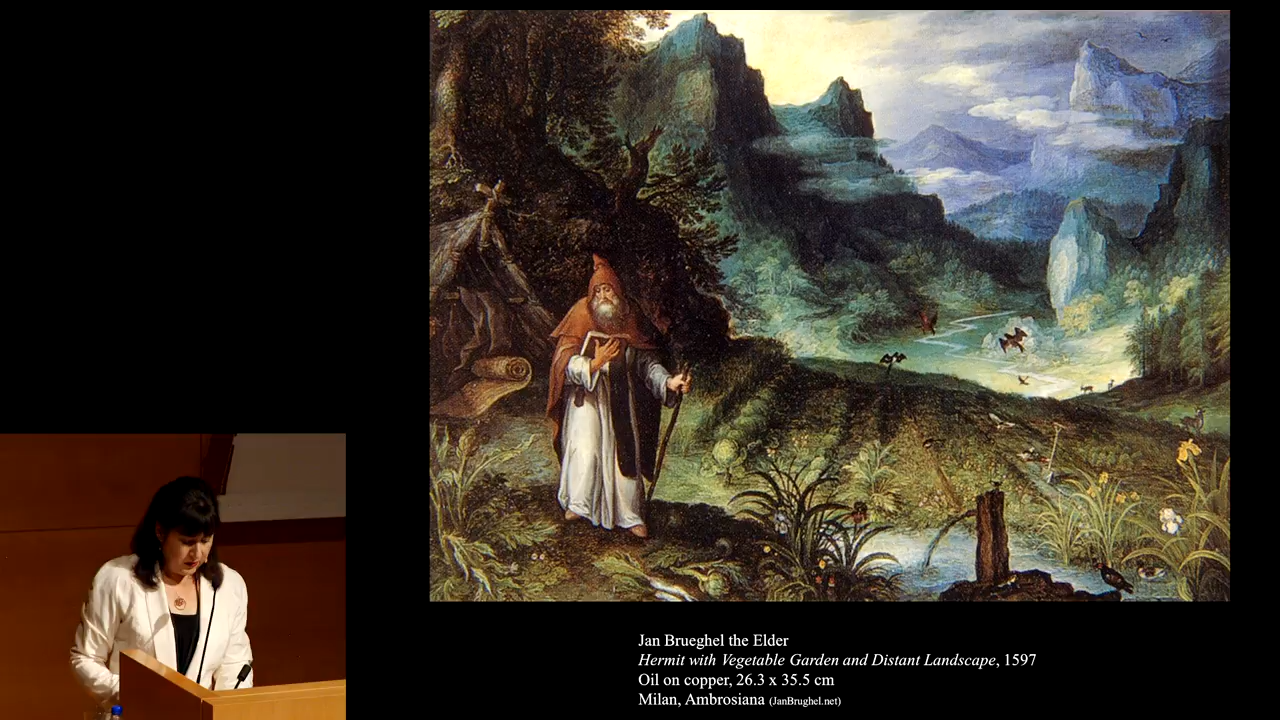 Jan Brueghel the Elder
Hermit with Vegetable Garden and Distant Landscape, 1597
Oil on copper, 26.3 x 35.5 cm
Milan, Ambrosiana (JanBrughel.net)